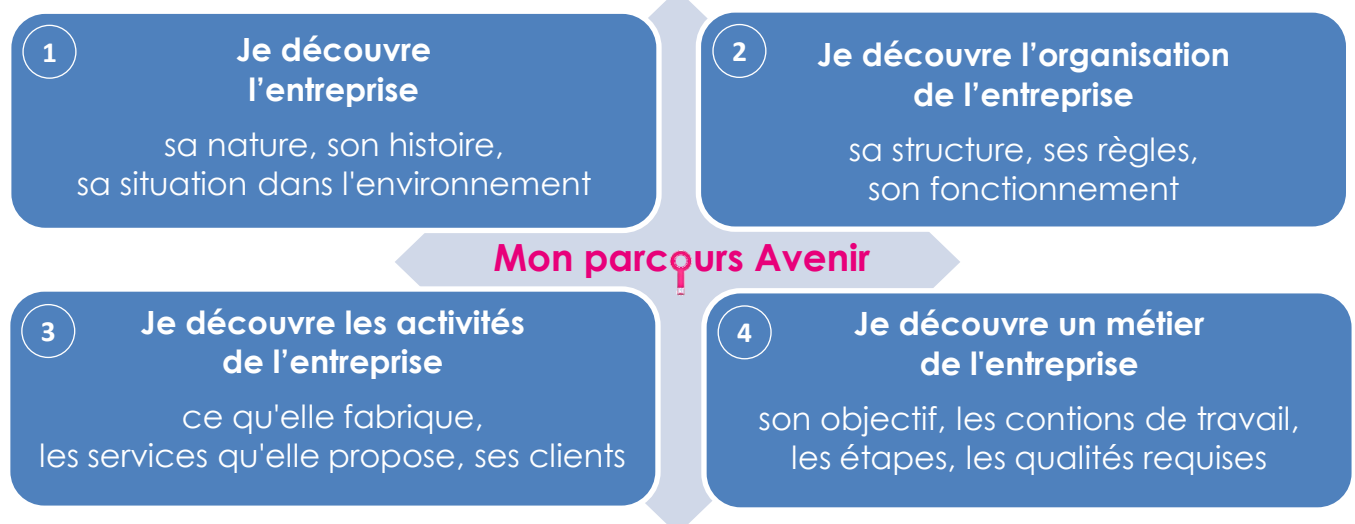 1
Je découvre
l’entreprise
sa nature, son histoire,
sa situation dans l'environnement
2
Je découvre l’organisation
de l’entreprise
sa structure, ses règles,
son fonctionnement
Mon parcours Avenir
3
Je découvre les activités
de l’entreprise
ce qu'elle fabrique,
les services qu'elle propose, ses clients
4
Je découvre un métier
de l'entreprise
son objectif, les contions de travail,
les étapes, les qualités requises